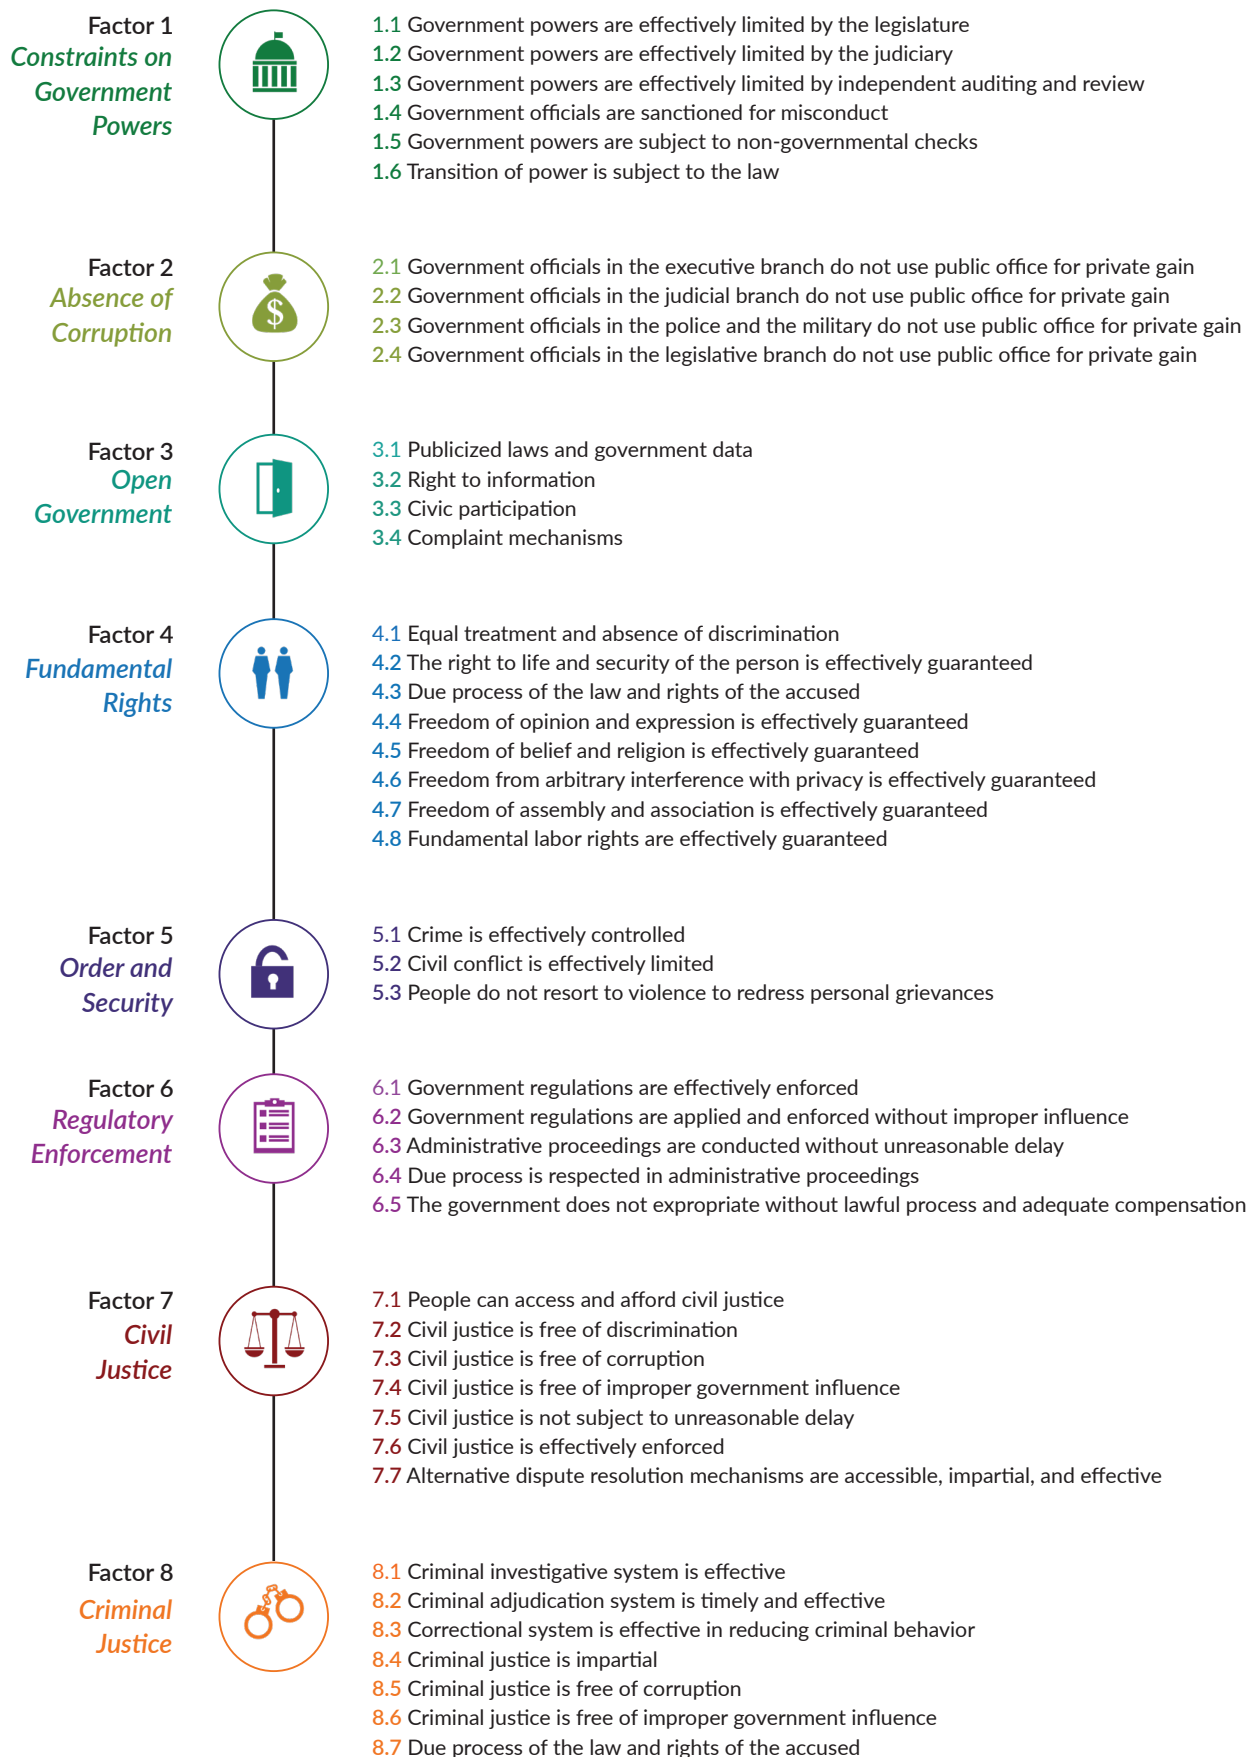 Factor 1
Constraints on
Government
Powers
1.1 Government powers are effectively limited by the legislature
1.2 Government powers are effectively limited by the judiciary
1.3 Government powers are effectively limited by independent auditing and review
1.4 Government officials are sanctioned for misconduct
1.5 Government powers are subject to non-governmental checks
1.6 Transition of power is subject to the law
Factor 2
Absence of
Corruption
$
2.1 Government officials in the executive branch do not use public office for private gain
2.2 Government officials in the judicial branch do not use public office for private gain
2.3 Government officials in the police and the military do not use public office for private gain
2.4 Government officials in the legislative branch do not use public office for private gain
Factor 3
Open
Government
3.1 Publicized laws and government data
3.2 Right to information
3.3 Civic participation
3.4 Complaint mechanisms
Factor 4
Fundamental
Rights
4.1 Equal treatment and absence of discrimination
4.2 The right to life and security of the person is effectively guaranteed
4.3 Due process of the law and rights of the accused
4.4 Freedom of opinion and expression is effectively guaranteed
4.5 Freedom of belief and religion is effectively guaranteed
4.6 Freedom from arbitrary interference with privacy is effectively guaranteed
4.7 Freedom of assembly and association is effectively guaranteed
4.8 Fundamental labor rights are effectively guaranteed
Factor 5
Order and
Security
5.1 Crime is effectively controlled
5.2 Civil conflict is effectively limited
5.3 People do not resort to violence to redress personal grievances
Factor 6
Regulatory
Enforcement
6.1 Government regulations are effectively enforced
6.2 Government regulations are applied and enforced without improper influence
6.3 Administrative proceedings are conducted without unreasonable delay
6.4 Due process is respected in administrative proceedings
6.5 The government does not expropriate without lawful process and adequate compensation
Factor 7
Civil
Justice
7.1 People can access and afford civil justice
7.2 Civil justice is free of discrimination
7.3 Civil justice is free of corruption
7.4 Civil justice is free of improper government influence
7.5 Civil justice is not subject to unreasonable delay
7.6 Civil justice is effectively enforced
7.7 Alternative dispute resolution mechanisms are accessible, impartial, and effective
Factor 8
Criminal
Justice
8.1 Criminal investigative system is effective
8.2 Criminal adjudication system is timely and effective
8.3 Correctional system is effective in reducing criminal behavior
8.4 Criminal justice is impartial
8.5 Criminal justice is free of corruption
8.6 Criminal justice is free of improper government influence
8.7 Due process of the law and rights of the accused